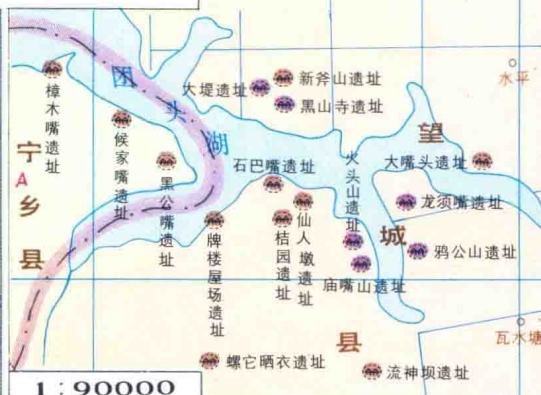 团头湖
新斧山遗址
大堤遗址
黑山寺遗址
水平
樟木嘴遗址
候家嘴遗址
黑公嘴遗址
宁乡县
A
石巴嘴遗址
火头山遗址
望城县
大嘴头遗址
龙须嘴遗址
仙人墩遗址
桔园遗址
牌楼屋场遗址
鸦公山遗址
庙嘴山遗址
瓦水塘
螺它晒衣遗址
流神坝遗址
1:90000